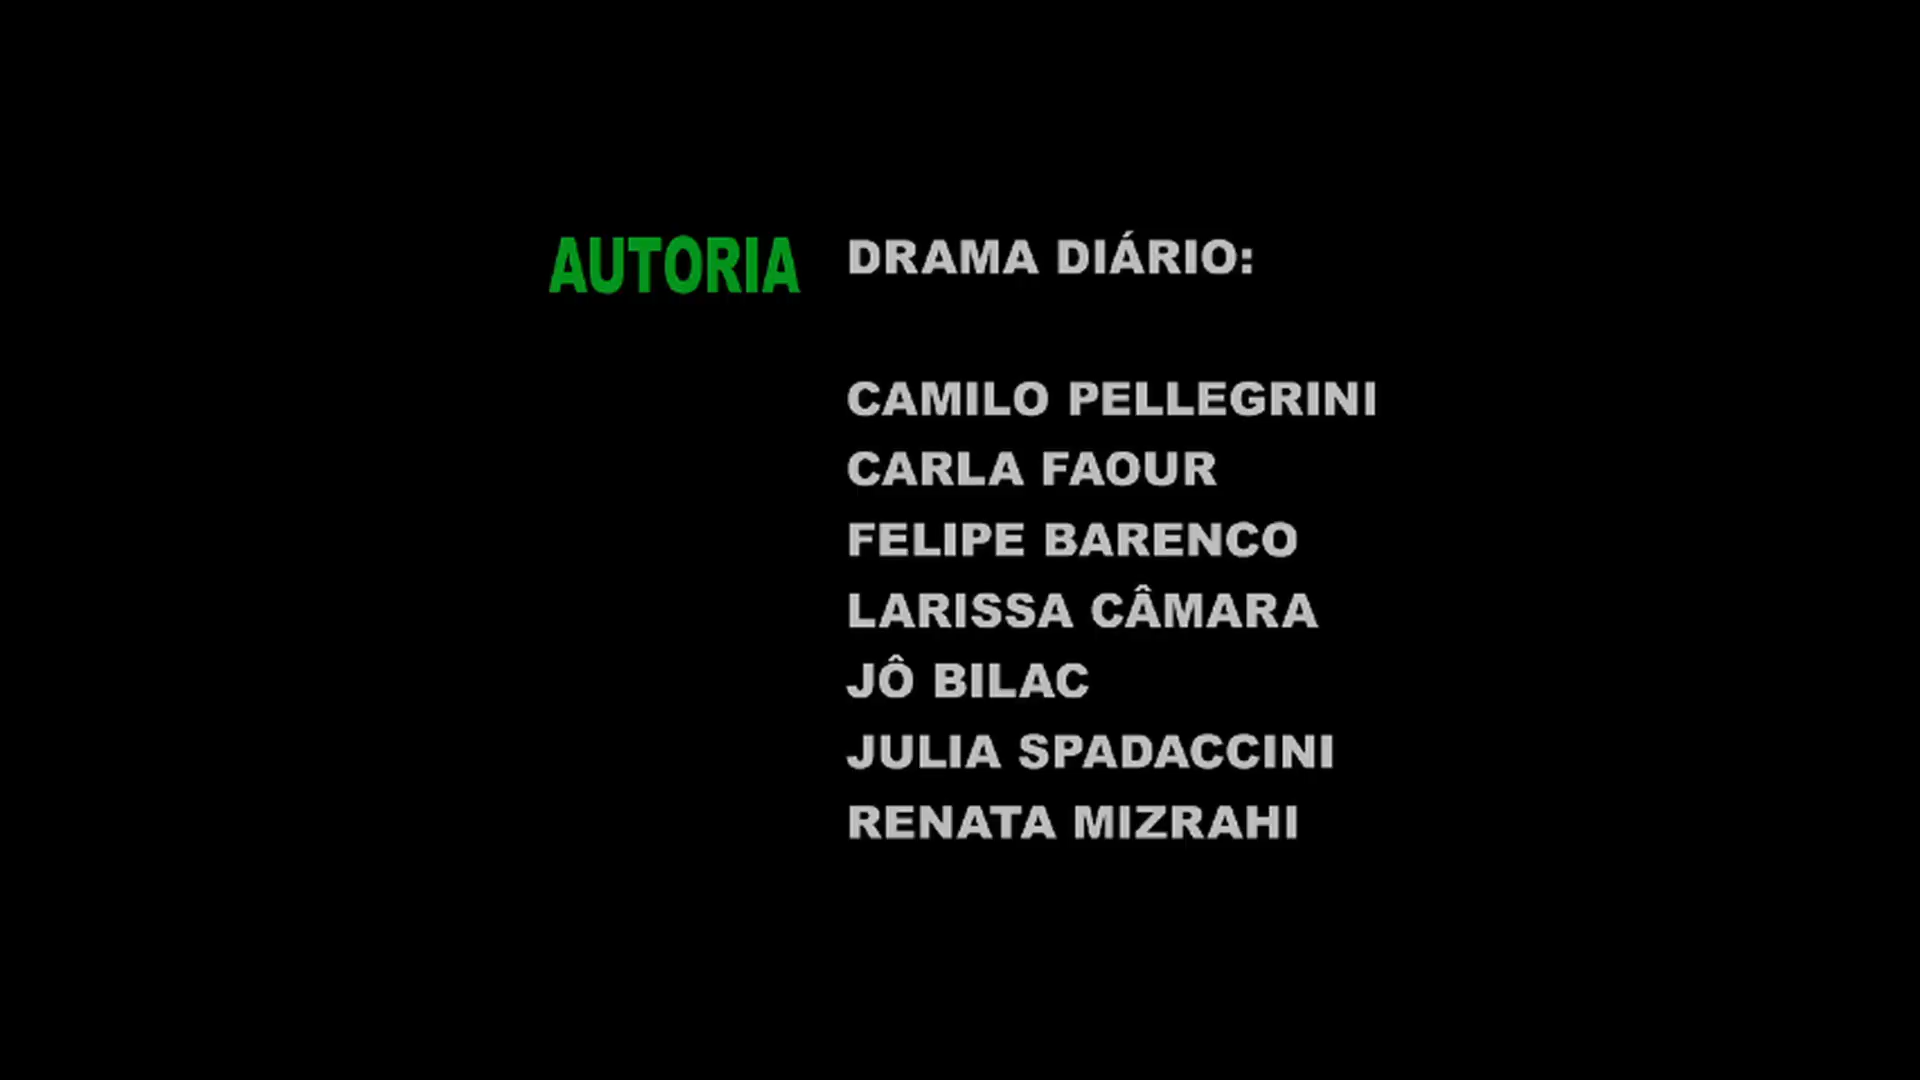 AUTORIA DRAMA DIÁRIO:
CAMILO PELLEGRINI
CARLA FAOUR
FELIPE BARENCO
LARISSA CÂMARA
JÔ BILAC
JULIA SPADACCINI
RENATA MIZRAHI